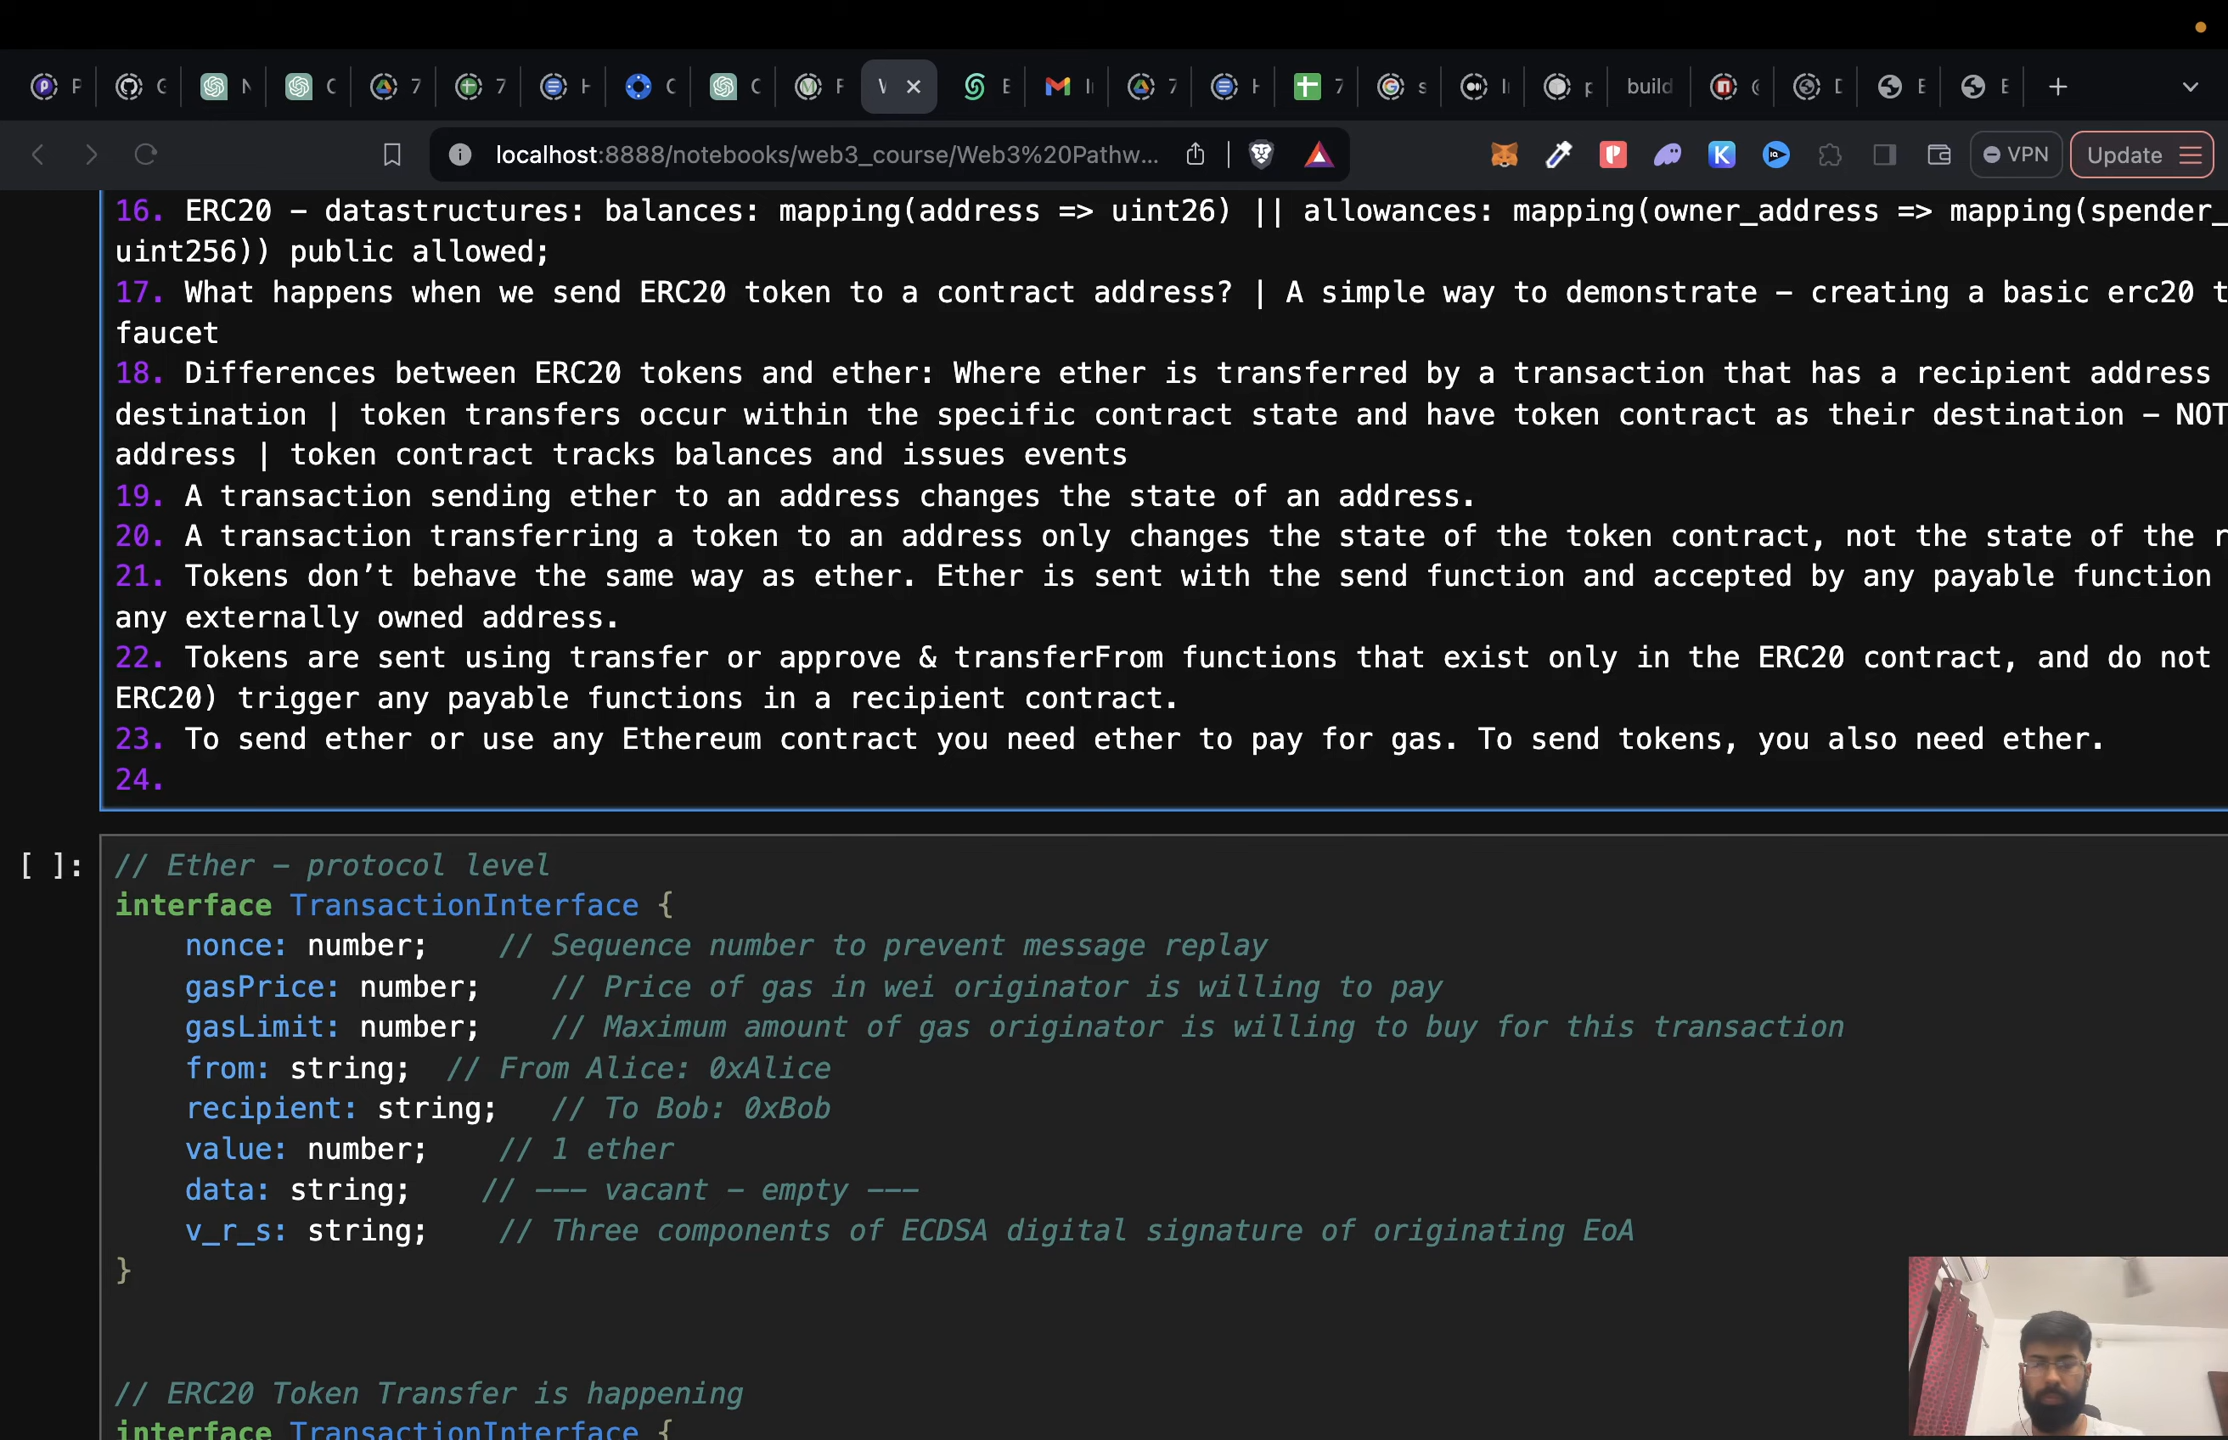 P
G
N
C
7
7
H
C
C
F
V
E
I
7
H
7
s
I
p
build
D
E
E
localhost:8888/notebooks/web3_course/Web3%20Pathw...
VPN
Update
16. ERC20 – datastructures: balances: mapping(address => uint26) || allowances: mapping(owner_address => mapping(spender_
uint256)) public allowed;
17. What happens when we send ERC20 token to a contract address? | A simple way to demonstrate – creating a basic erc20 t
faucet
18. Differences between ERC20 tokens and ether: Where ether is transferred by a transaction that has a recipient address
destination | token transfers occur within the specific contract state and have token contract as their destination – NOT
address | token contract tracks balances and issues events
19. A transaction sending ether to an address changes the state of an address.
20. A transaction transferring a token to an address only changes the state of the token contract, not the state of the r
21. Tokens don’t behave the same way as ether. Ether is sent with the send function and accepted by any payable function
any externally owned address.
22. Tokens are sent using transfer or approve & transferFrom functions that exist only in the ERC20 contract, and do not
ERC20) trigger any payable functions in a recipient contract.
23. To send ether or use any Ethereum contract you need ether to pay for gas. To send tokens, you also need ether.
24.
[ ]:
// Ether – protocol level
interface TransactionInterface {
nonce: number; // Sequence number to prevent message replay
gasPrice: number; // Price of gas in wei originator is willing to pay
gasLimit: number; // Maximum amount of gas originator is willing to buy for this transaction
from: string; // From Alice: 0xAlice
recipient: string; // To Bob: 0xBob
value: number; // 1 ether
data: string; // ––– vacant – empty –––
v_r_s: string; // Three components of ECDSA digital signature of originating EoA
}
// ERC20 Token Transfer is happening
interface TransactionInterface {